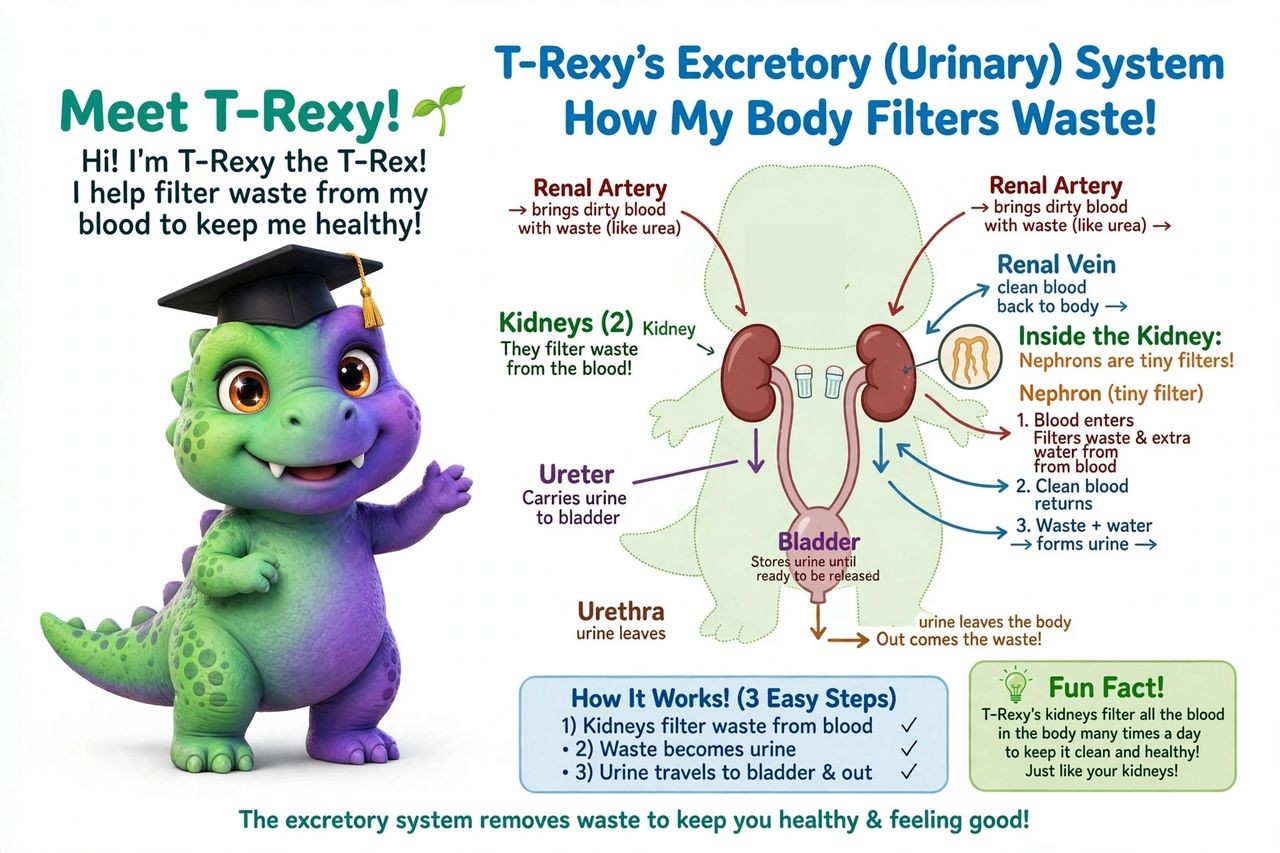 Meet T-Rexy!
Hi! I'm T-Rexy the T-Rex!
I help filter waste from my
blood to keep me healthy!
T-Rexy's Excretory (Urinary) System
How My Body Filters Waste!
Renal Artery
→ brings dirty blood
with waste (like urea)
Renal Artery
→ brings dirty blood
with waste (like urea) →
Renal Vein
clean blood
back to body →
Kidneys (2)
They filter waste
from the blood!
Kidney
Inside the Kidney:
Nephrons are tiny filters!
Nephron (tiny filter)
1. Blood enters
Filters waste & extra
water from
from blood
2. Clean blood
returns
3. Waste + water
→ forms urine →
Ureter
Carries urine
to bladder
Bladder
Stores urine until
ready to be released
Urethra
urine leaves
urine leaves the body
Out comes the waste!
How It Works! (3 Easy Steps)
1) Kidneys filter waste from blood ✓
• 2) Waste becomes urine ✓
• 3) Urine travels to bladder & out ✓
Fun Fact!
T-Rexy's kidneys filter all the blood
in the body many times a day
to keep it clean and healthy!
Just like your kidneys!
The excretory system removes waste to keep you healthy & feeling good!